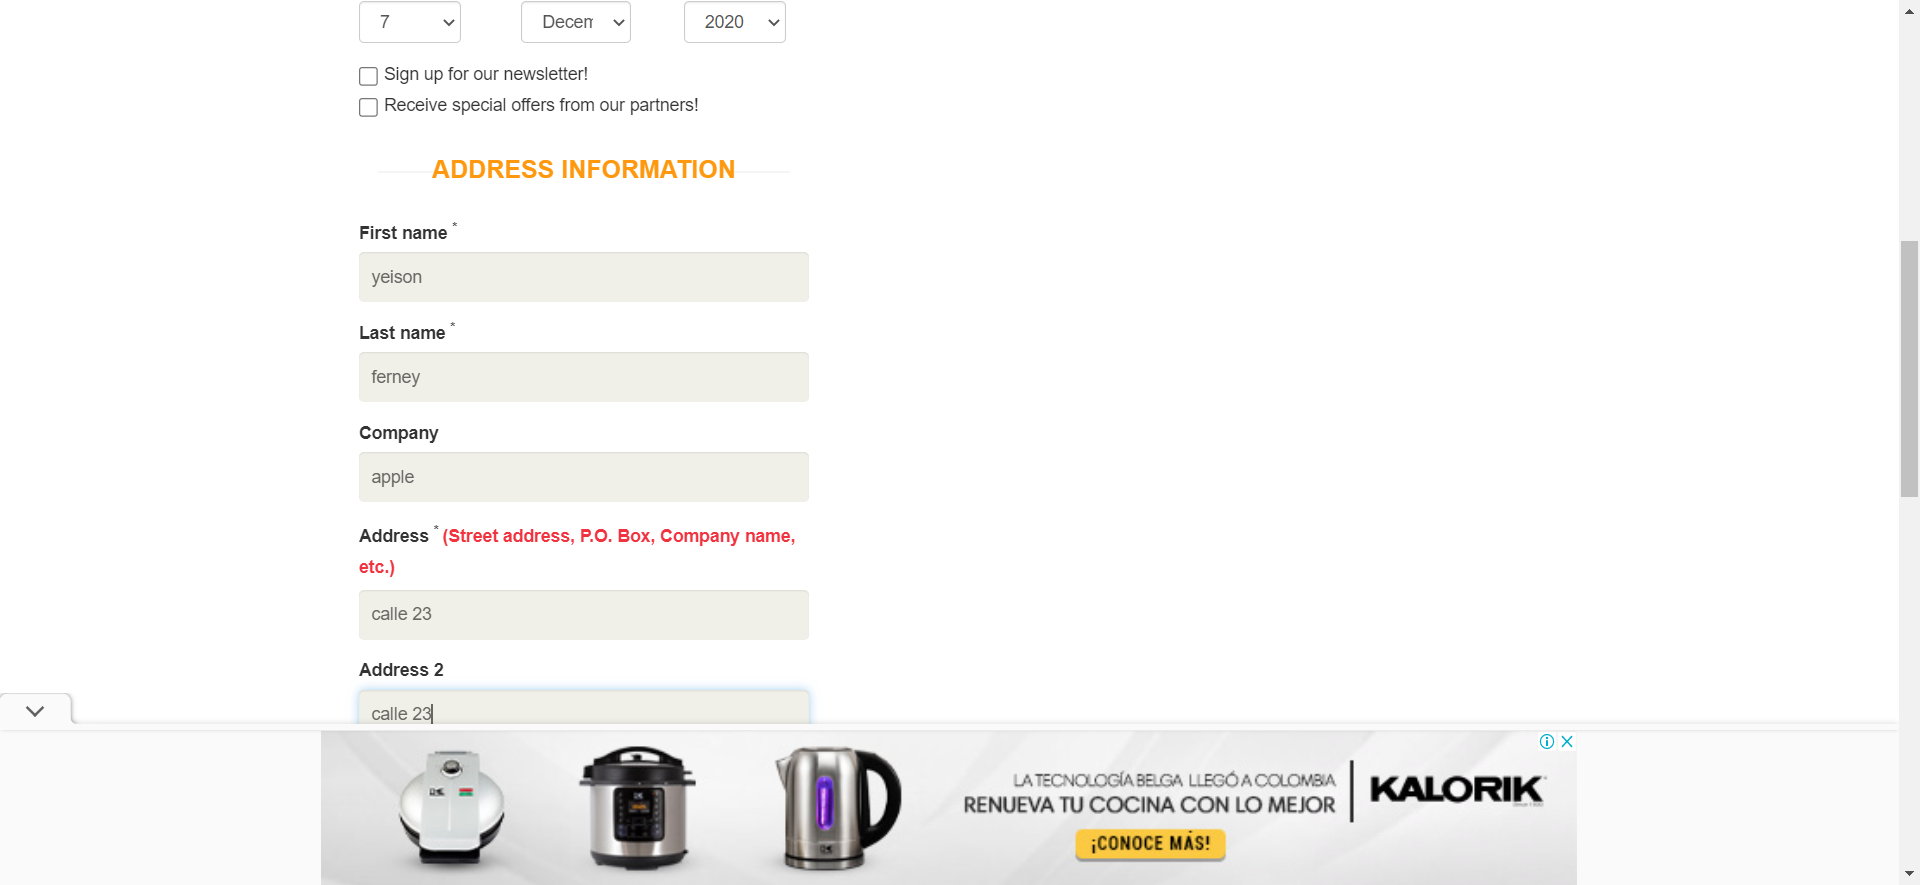 7 Decem 2020
Sign up for our newsletter!
Receive special offers from our partners!
ADDRESS INFORMATION
First name *
yeison
Last name *
ferney
Company
apple
Address * (Street address, P.O. Box, Company name,
etc.)
calle 23
Address 2
calle 23
LA TECNOLOGÍA BELGA LLEGÓ A COLOMBIA
RENUEVA TU COCINA CON LO MEJOR
¡CONOCE MÁS!
KALORIK